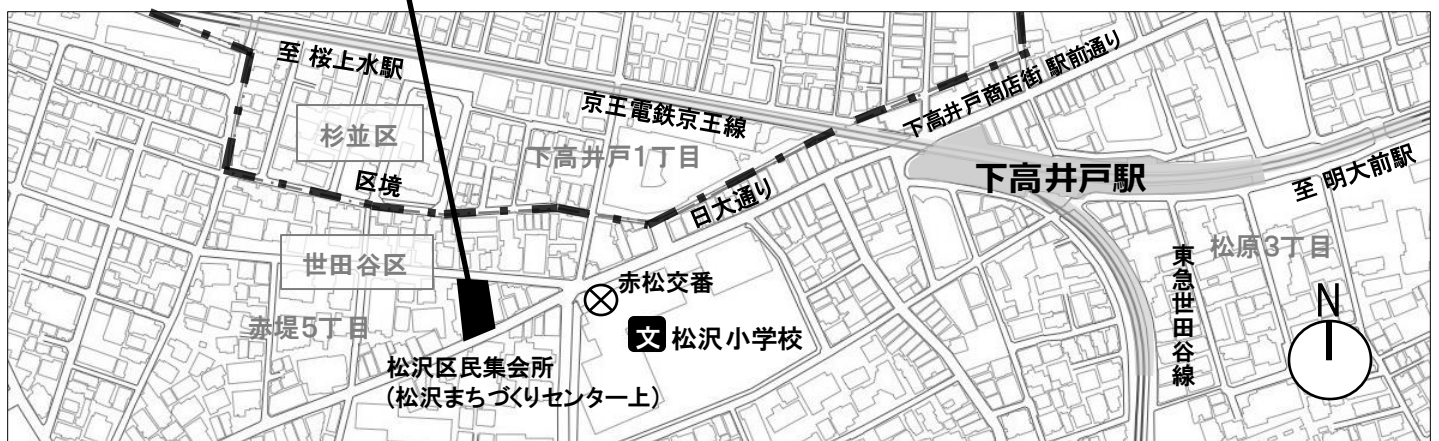 至 桜上水駅
京王電鉄京王線
下高井戸商店街 駅前通り
杉並区
下高井戸1丁目
下高井戸駅
至 明大前駅
区境
日大通り
世田谷区
松原3丁目
東急世田谷線
赤松交番
N
赤堤5丁目
文 松沢小学校
松沢区民集会所
(松沢まちづくりセンター上)